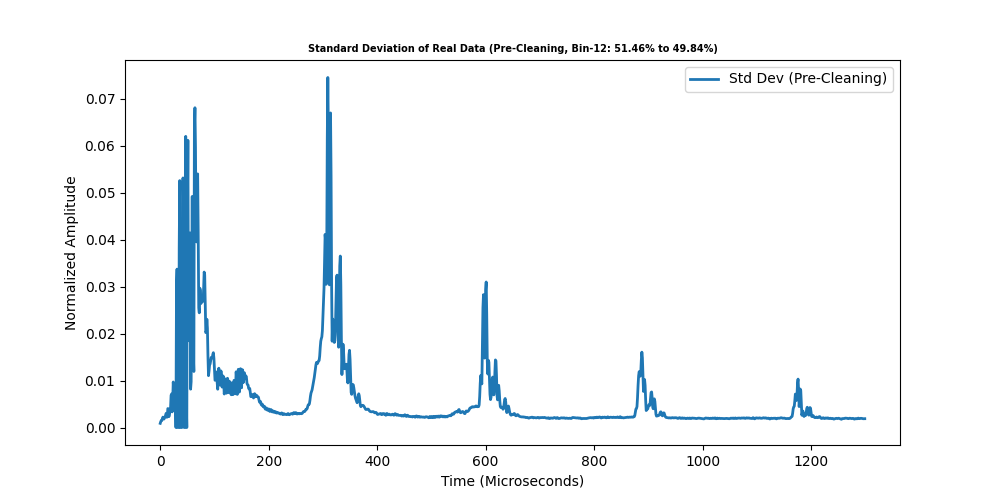 Standard Deviation of Real Data (Pre-Cleaning, Bin-12: 51.46% to 49.84%)
Std Dev (Pre-Cleaning)
Normalized Amplitude
0.07
0.06
0.05
0.04
0.03
0.02
0.01
0.00
0 200 400 600 800 1000 1200
Time (Microseconds)